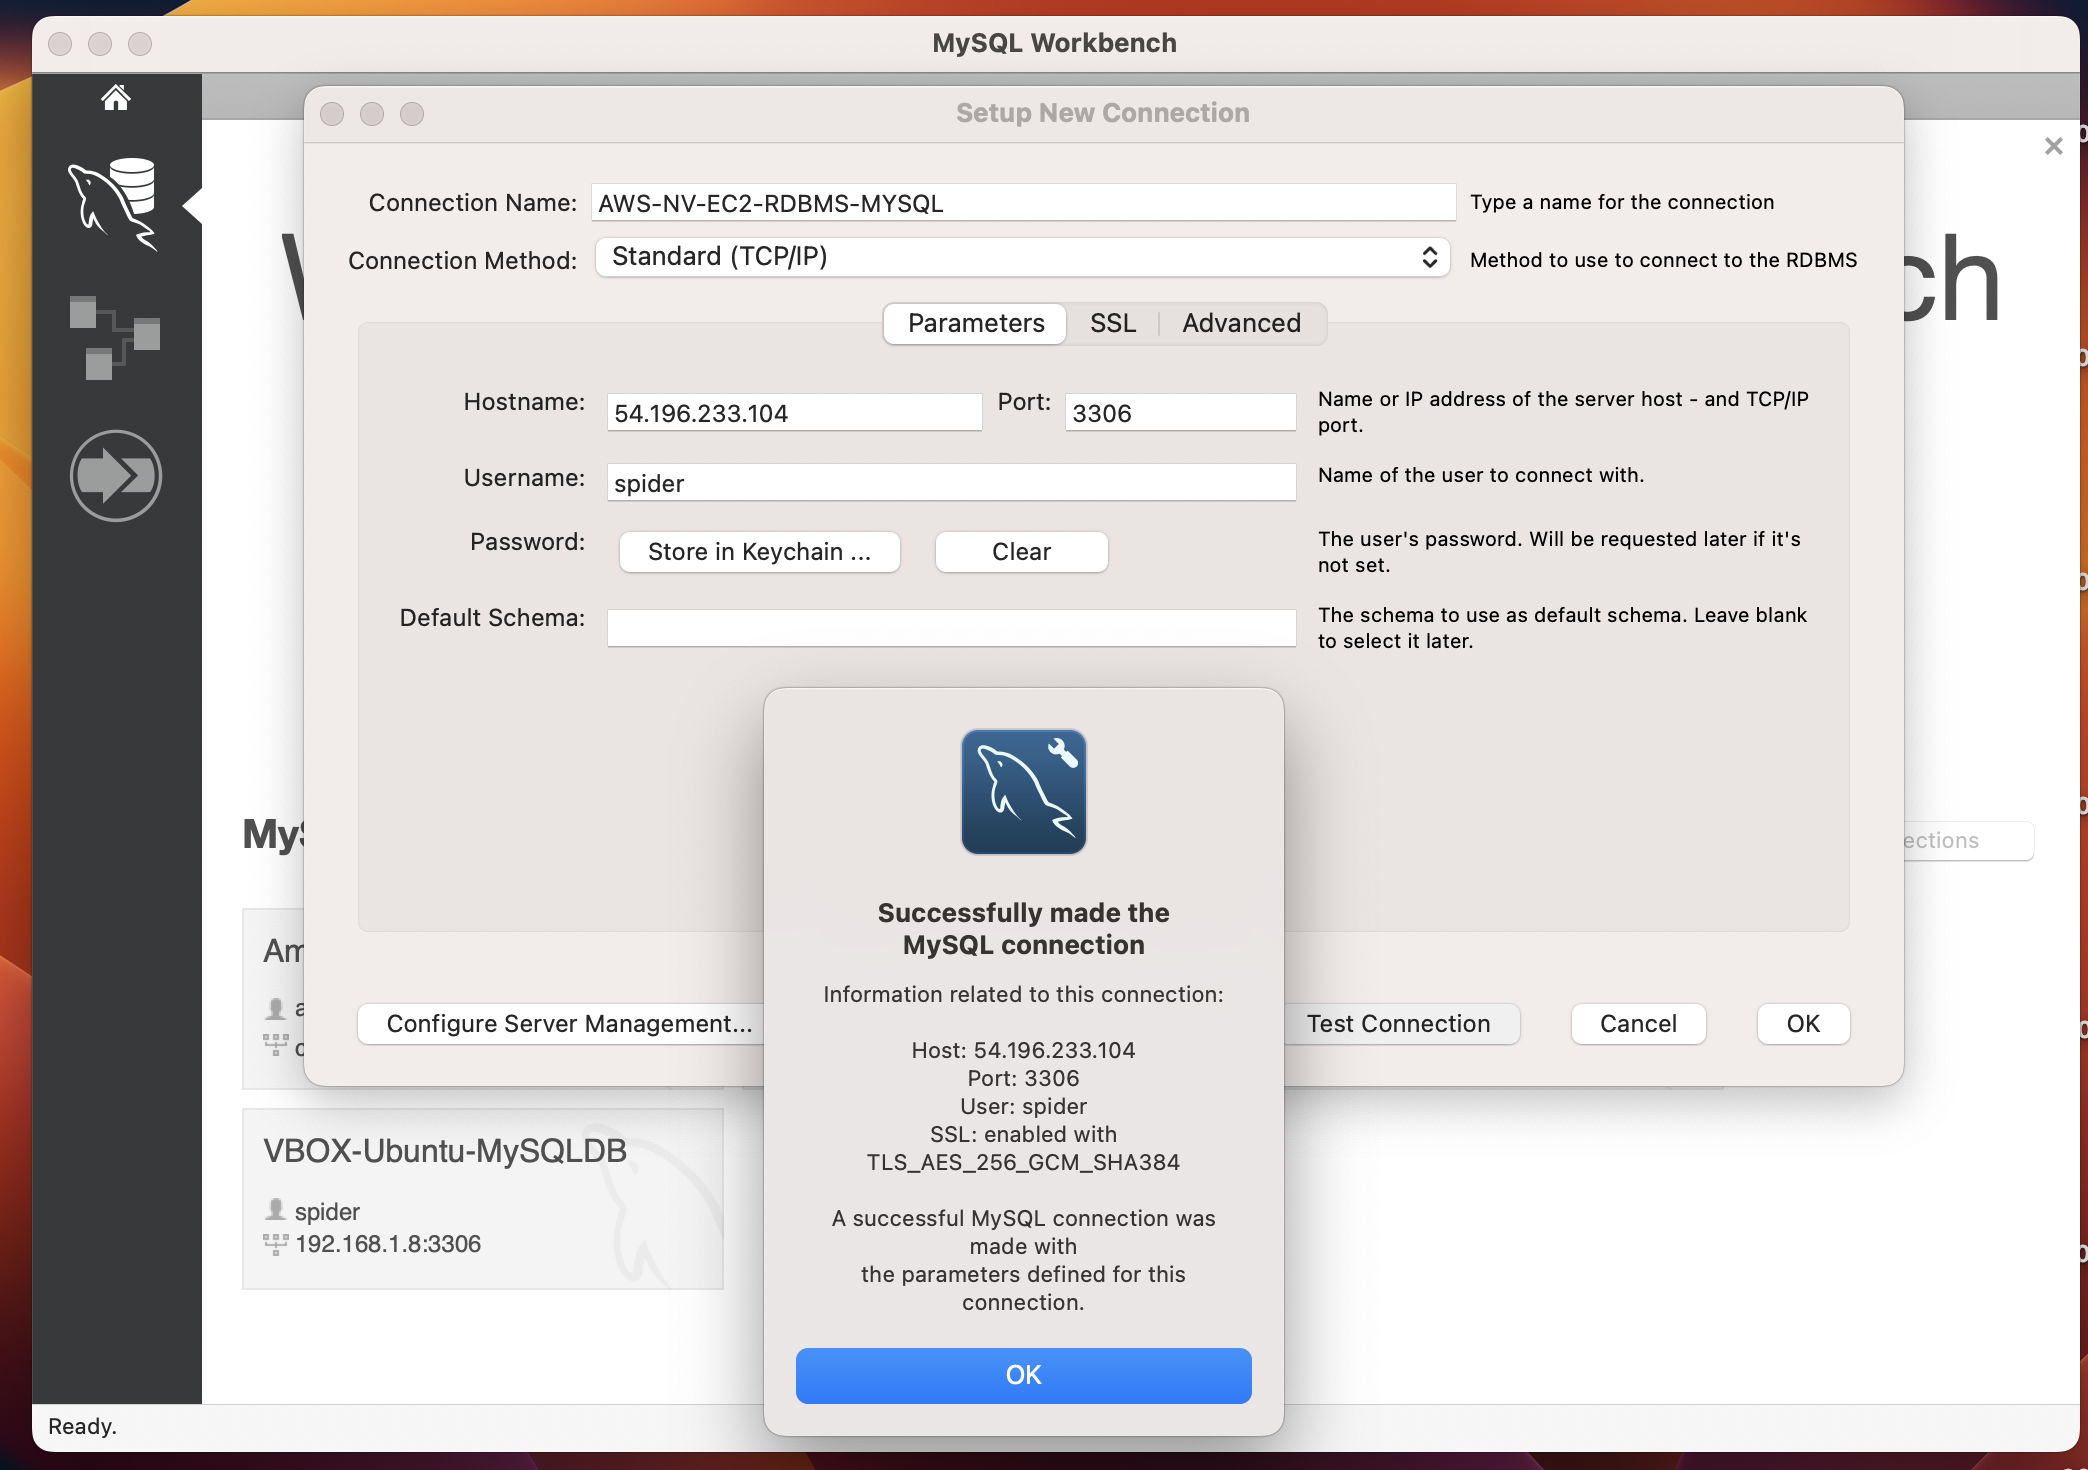 MySQL Workbench
Setup New Connection
Connection Name: AWS-NV-EC2-RDBMS-MYSQL Type a name for the connection
Connection Method: Standard (TCP/IP) Method to use to connect to the RDBMS
ch
Parameters SSL Advanced
Hostname: 54.196.233.104 Port: 3306 Name or IP address of the server host - and TCP/IP
port.
Username: spider Name of the user to connect with.
Password: Store in Keychain ... Clear The user's password. Will be requested later if it's
not set.
Default Schema: The schema to use as default schema. Leave blank
to select it later.
MyS
ections
Am
Successfully made the
MySQL connection
Information related to this connection:
Host: 54.196.233.104
Port: 3306
User: spider
SSL: enabled with
TLS_AES_256_GCM_SHA384
A successful MySQL connection was
made with
the parameters defined for this
connection.
OK
Configure Server Management... Test Connection Cancel OK
VBOX-Ubuntu-MySQLDB
spider
192.168.1.8:3306
Ready.